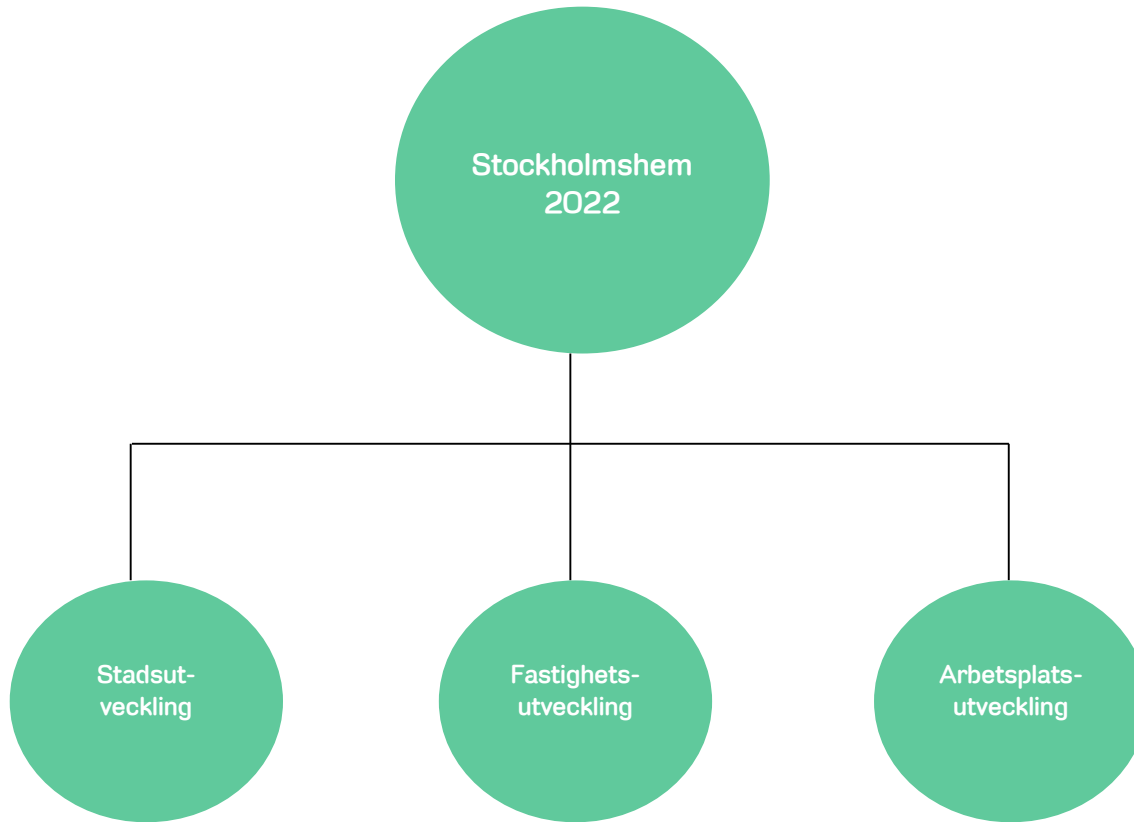 Stockholmshem
2022
Stadsut-
veckling
Fastighets-
utveckling
Arbetsplats-
utveckling